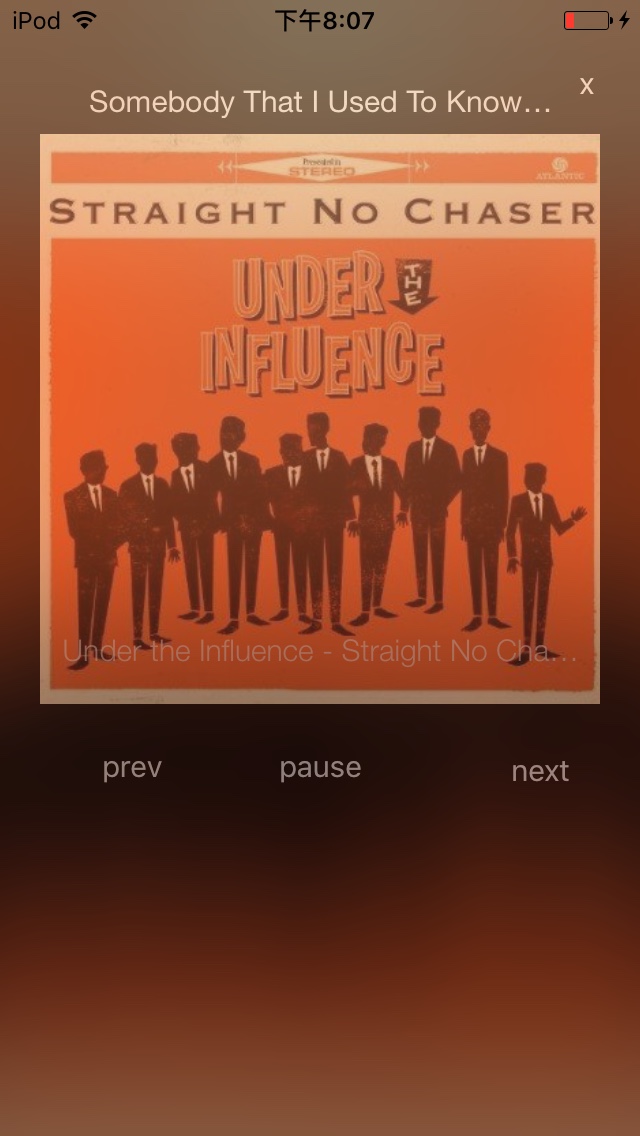 iPod 下午8:07
x
Somebody That I Used To Know…
Presented in
STEREO
ATLANTIC
STRAIGHT NO CHASER
UNDER THE
INFLUENCE
Under the Influence - Straight No Cha…
prev pause next